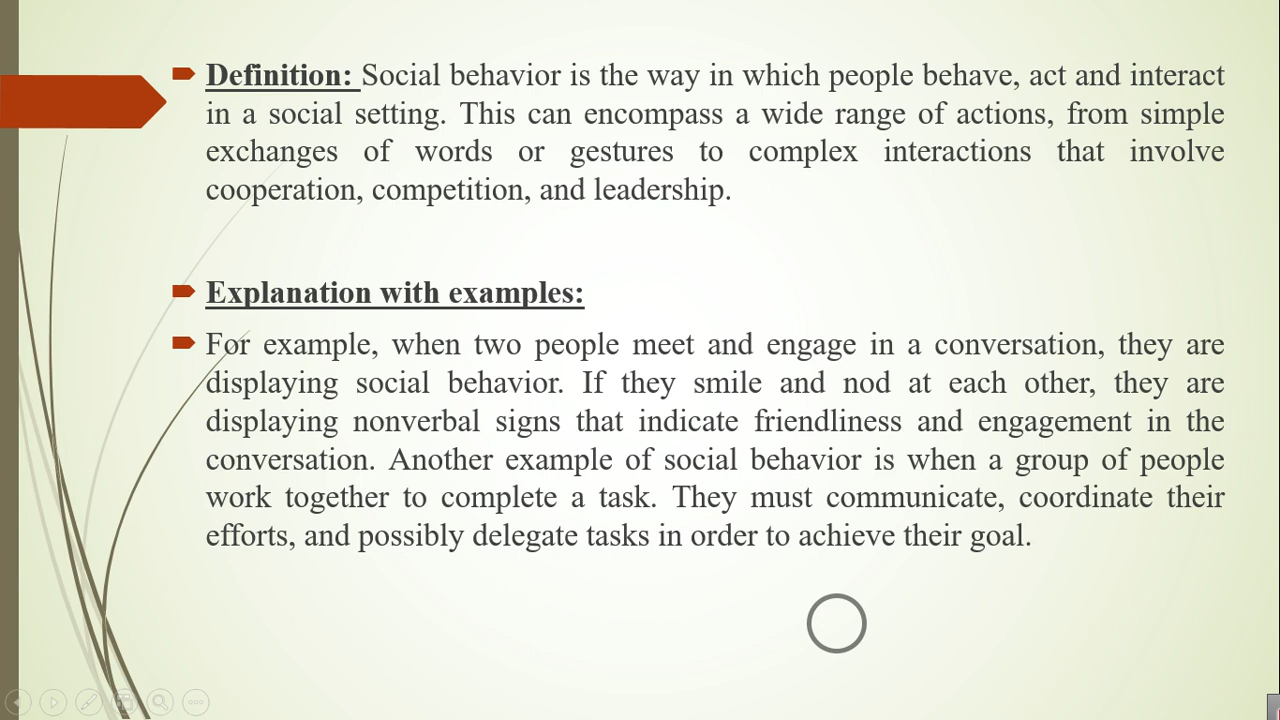 Definition: Social behavior is the way in which people behave, act and interact
in a social setting. This can encompass a wide range of actions, from simple
exchanges of words or gestures to complex interactions that involve
cooperation, competition, and leadership.
Explanation with examples:
For example, when two people meet and engage in a conversation, they are
displaying social behavior. If they smile and nod at each other, they are
displaying nonverbal signs that indicate friendliness and engagement in the
conversation. Another example of social behavior is when a group of people
work together to complete a task. They must communicate, coordinate their
efforts, and possibly delegate tasks in order to achieve their goal.